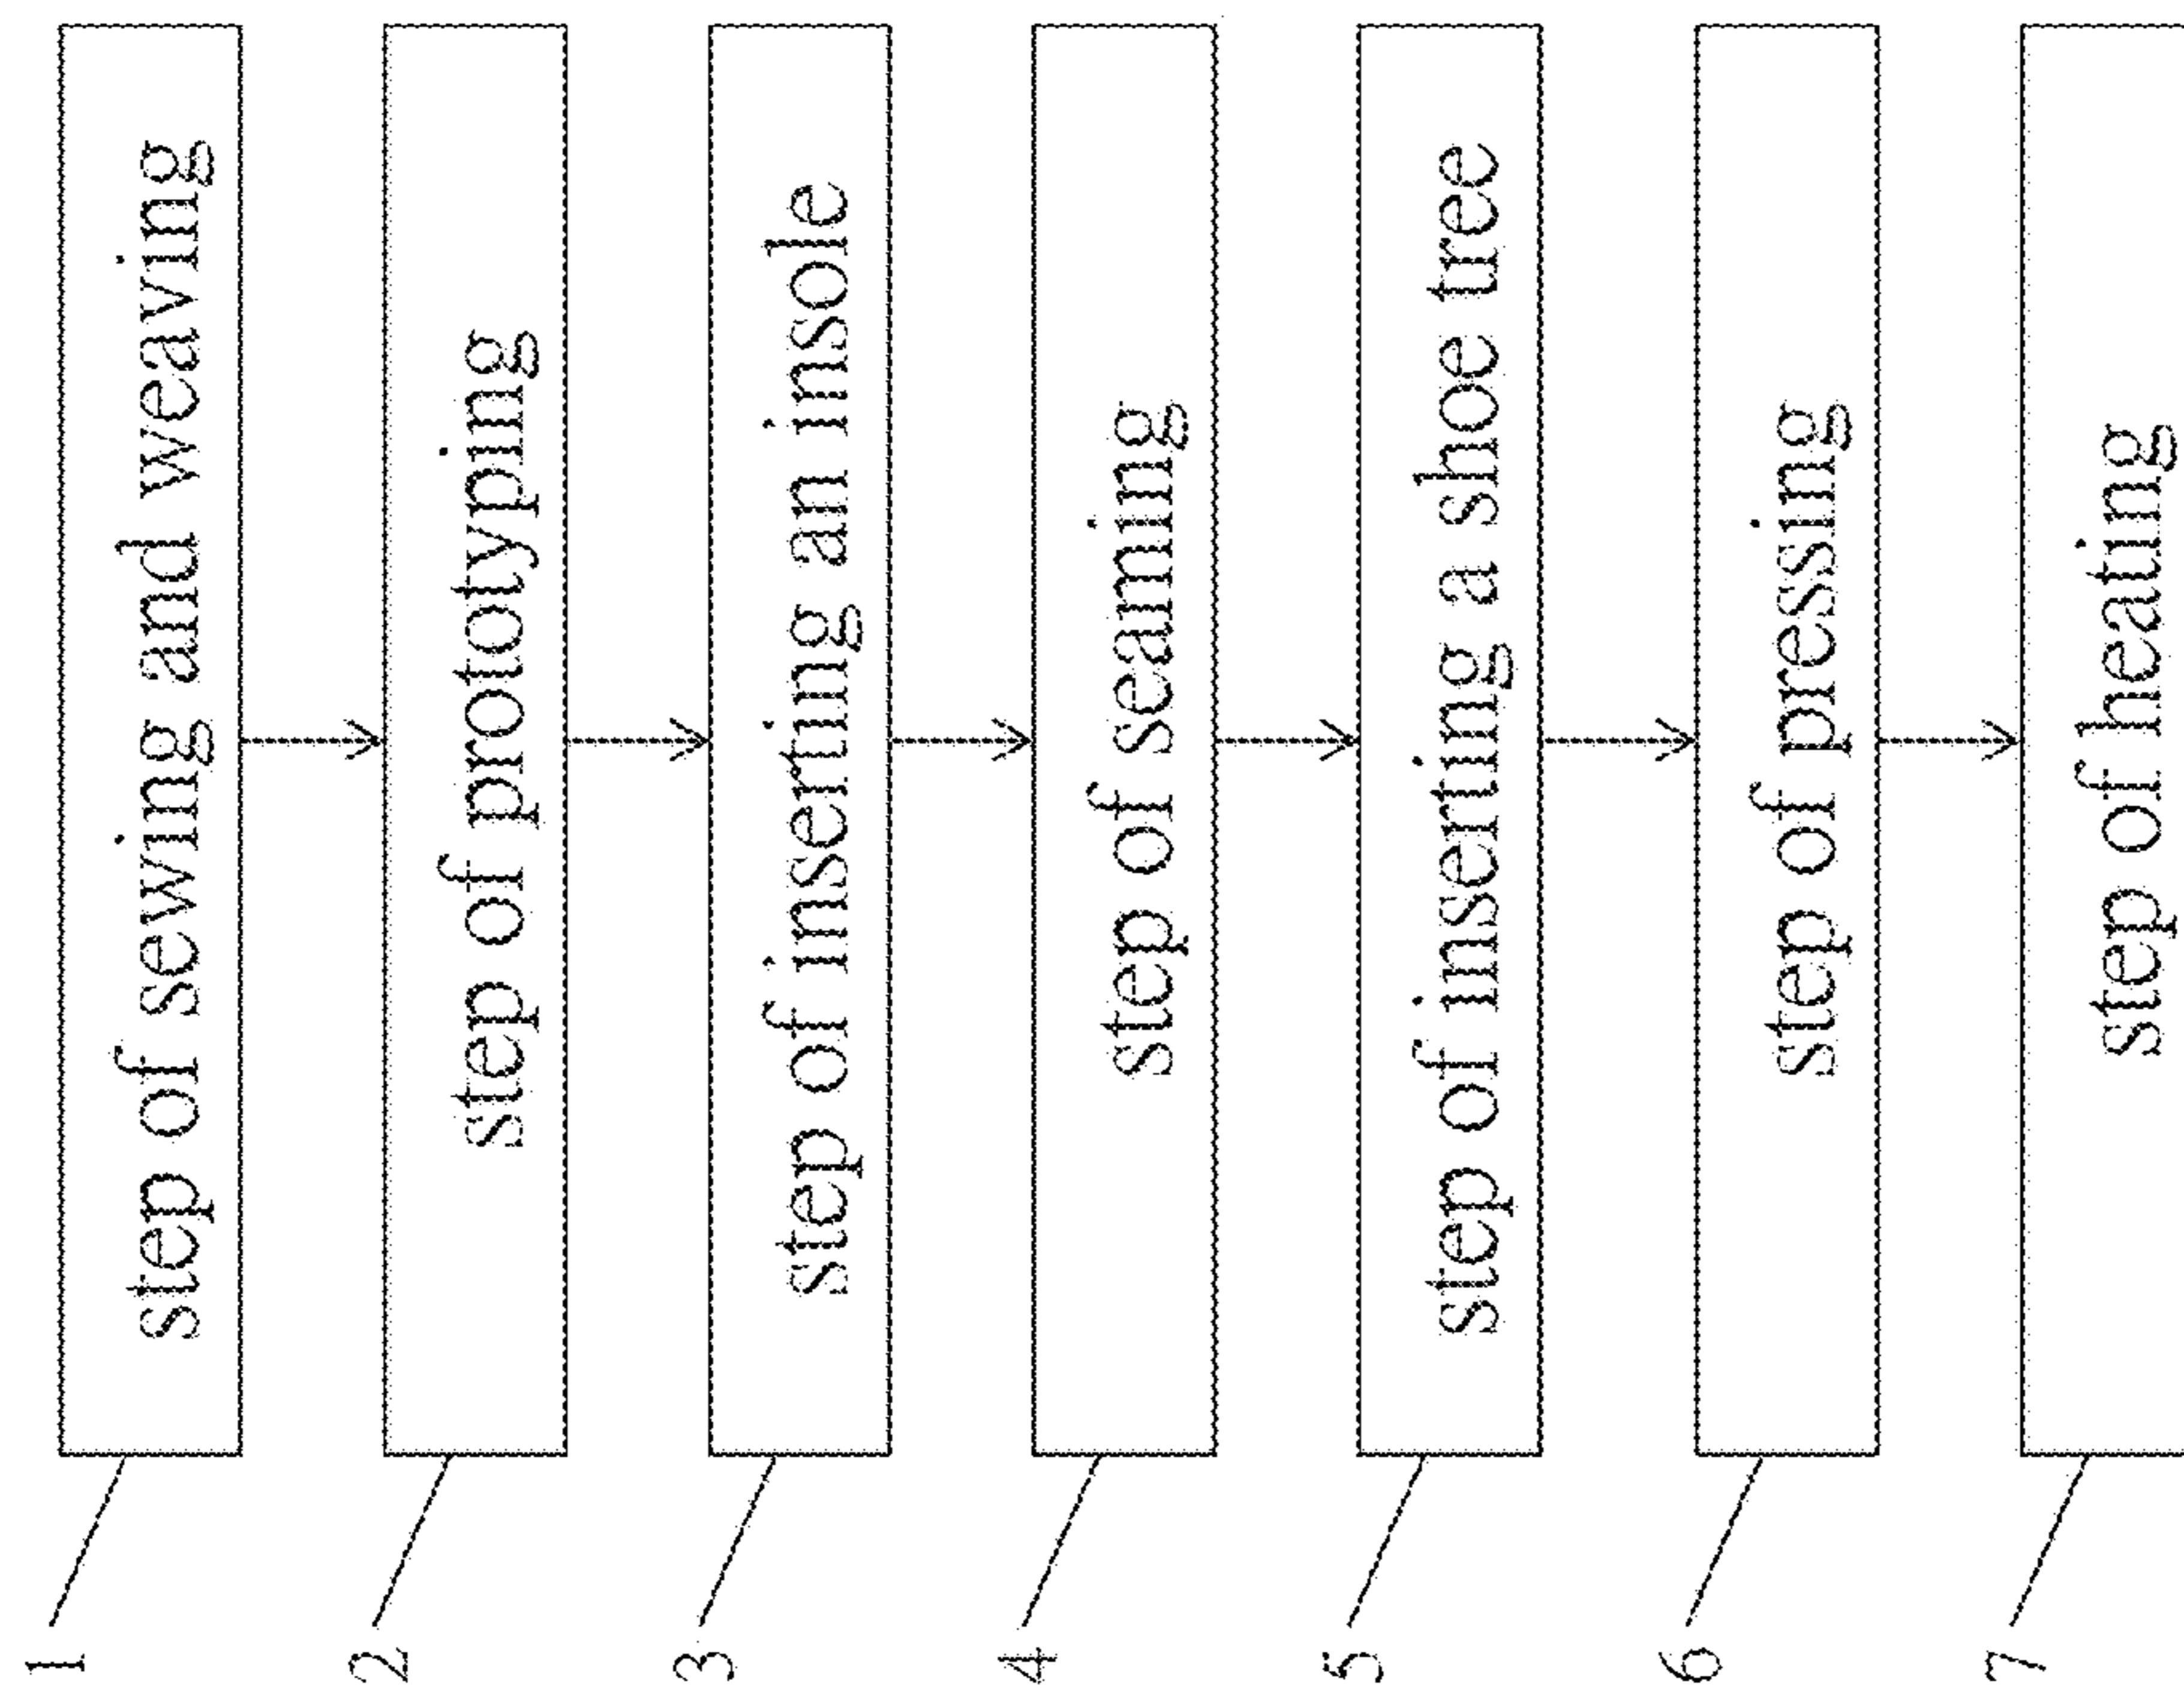 1 step of sewing and weaving
2 step of prototyping
3 step of inserting an insole
4 step of seaming
5 step of inserting a shoe tree
6 step of pressing
7 step of heating